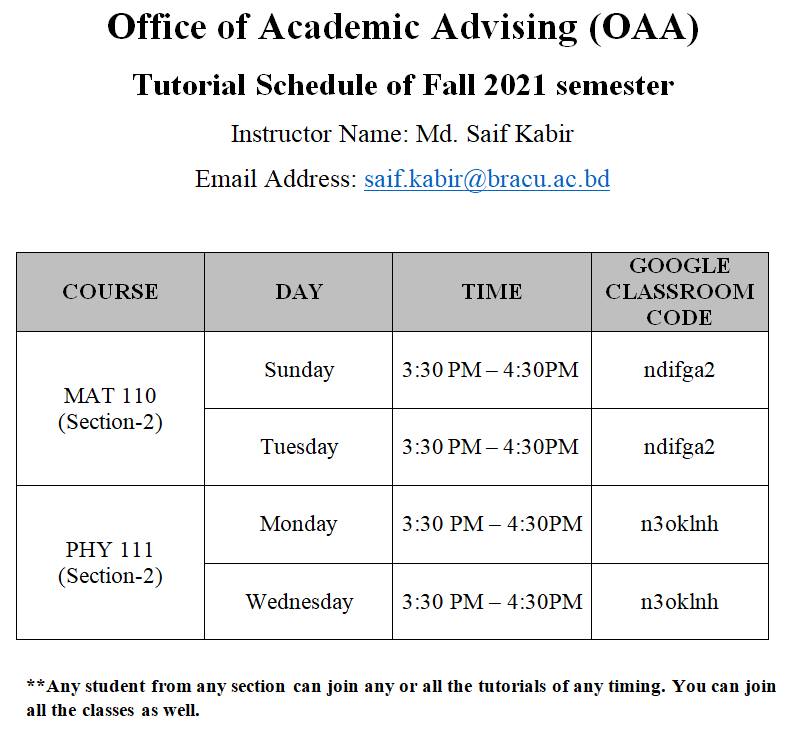 Office of Academic Advising (OAA)
Tutorial Schedule of Fall 2021 semester
Instructor Name: Md. Saif Kabir
Email Address: saif.kabir@bracu.ac.bd
COURSE
DAY
TIME
GOOGLE
CLASSROOM
CODE
MAT 110
(Section-2)
Sunday
3:30 PM – 4:30PM
ndifga2
Tuesday
3:30 PM – 4:30PM
ndifga2
PHY 111
(Section-2)
Monday
3:30 PM – 4:30PM
n3oklnh
Wednesday
3:30 PM – 4:30PM
n3oklnh
**Any student from any section can join any or all the tutorials of any timing. You can join
all the classes as well.